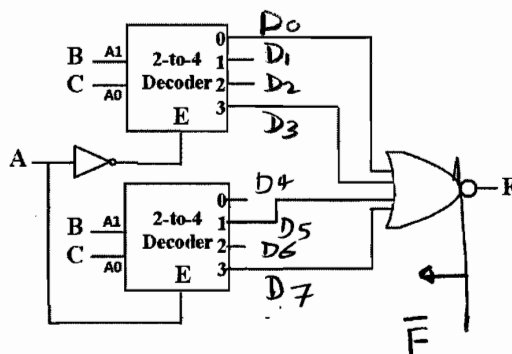 D0
B A1 2-to-4 0
1 D1
C A0 Decoder 2 D2
E 3 D3
A
B A1 2-to-4 0 D4
1 D5
C A0 Decoder 2 D6
E 3 D7
F
F̅